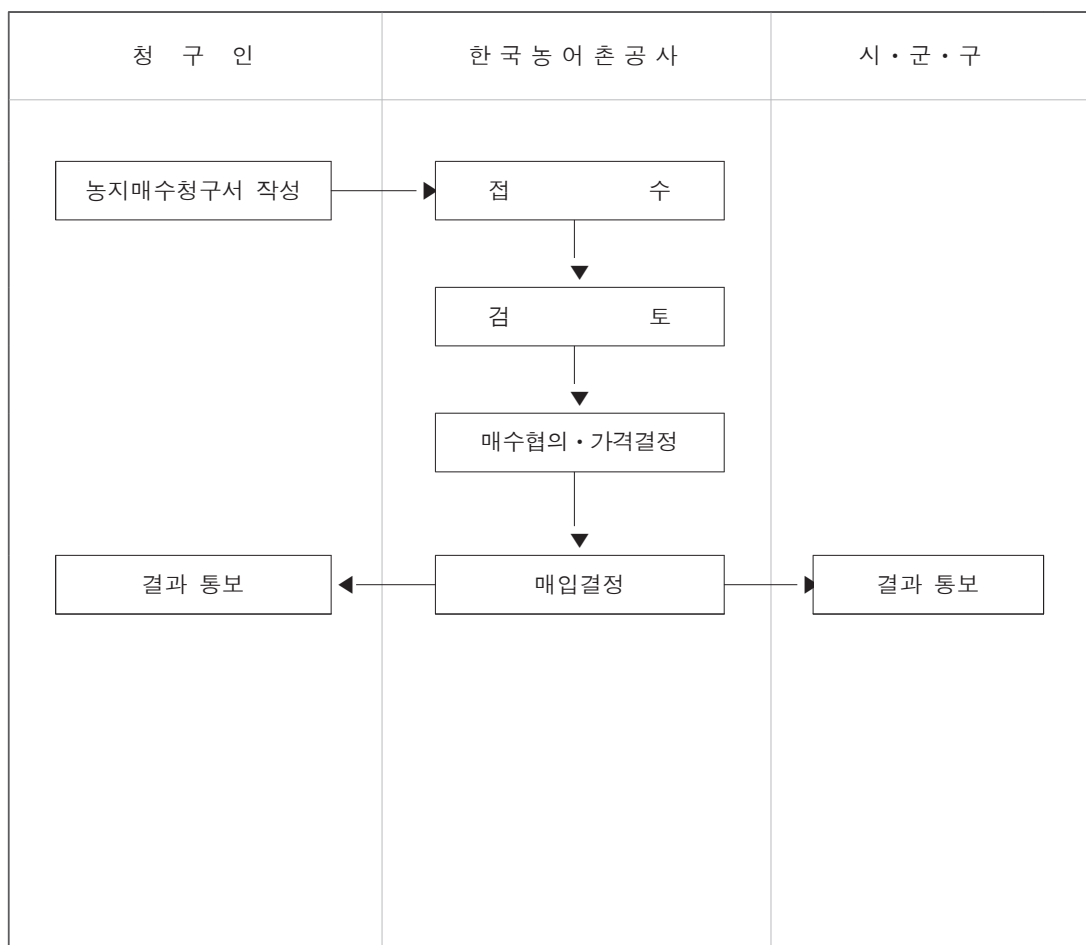 청 구 인
한 국 농 어 촌 공 사
시 • 군 • 구
농지매수청구서 작성
접 수
검 토
매수협의 • 가격결정
결과 통보
매입결정
결과 통보